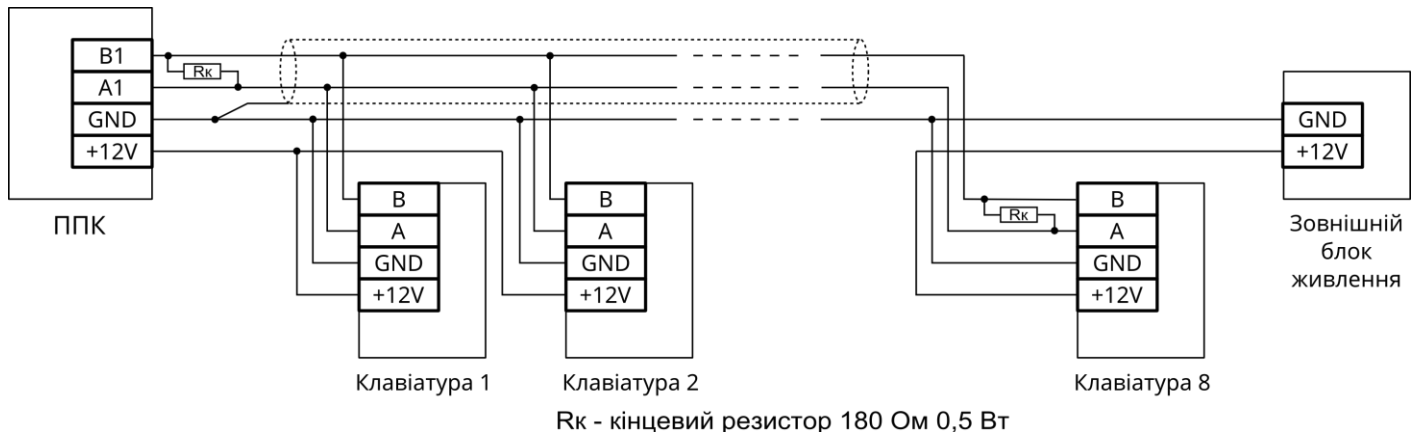 B1
A1
GND
+12V
ППК
Rк
B
A
GND
+12V
Клавіатура 1
B
A
GND
+12V
Клавіатура 2
Rк
B
A
GND
+12V
Клавіатура 8
GND
+12V
Зовнішній
блок
живлення
Rк - кінцевий резистор 180 Ом 0,5 Вт